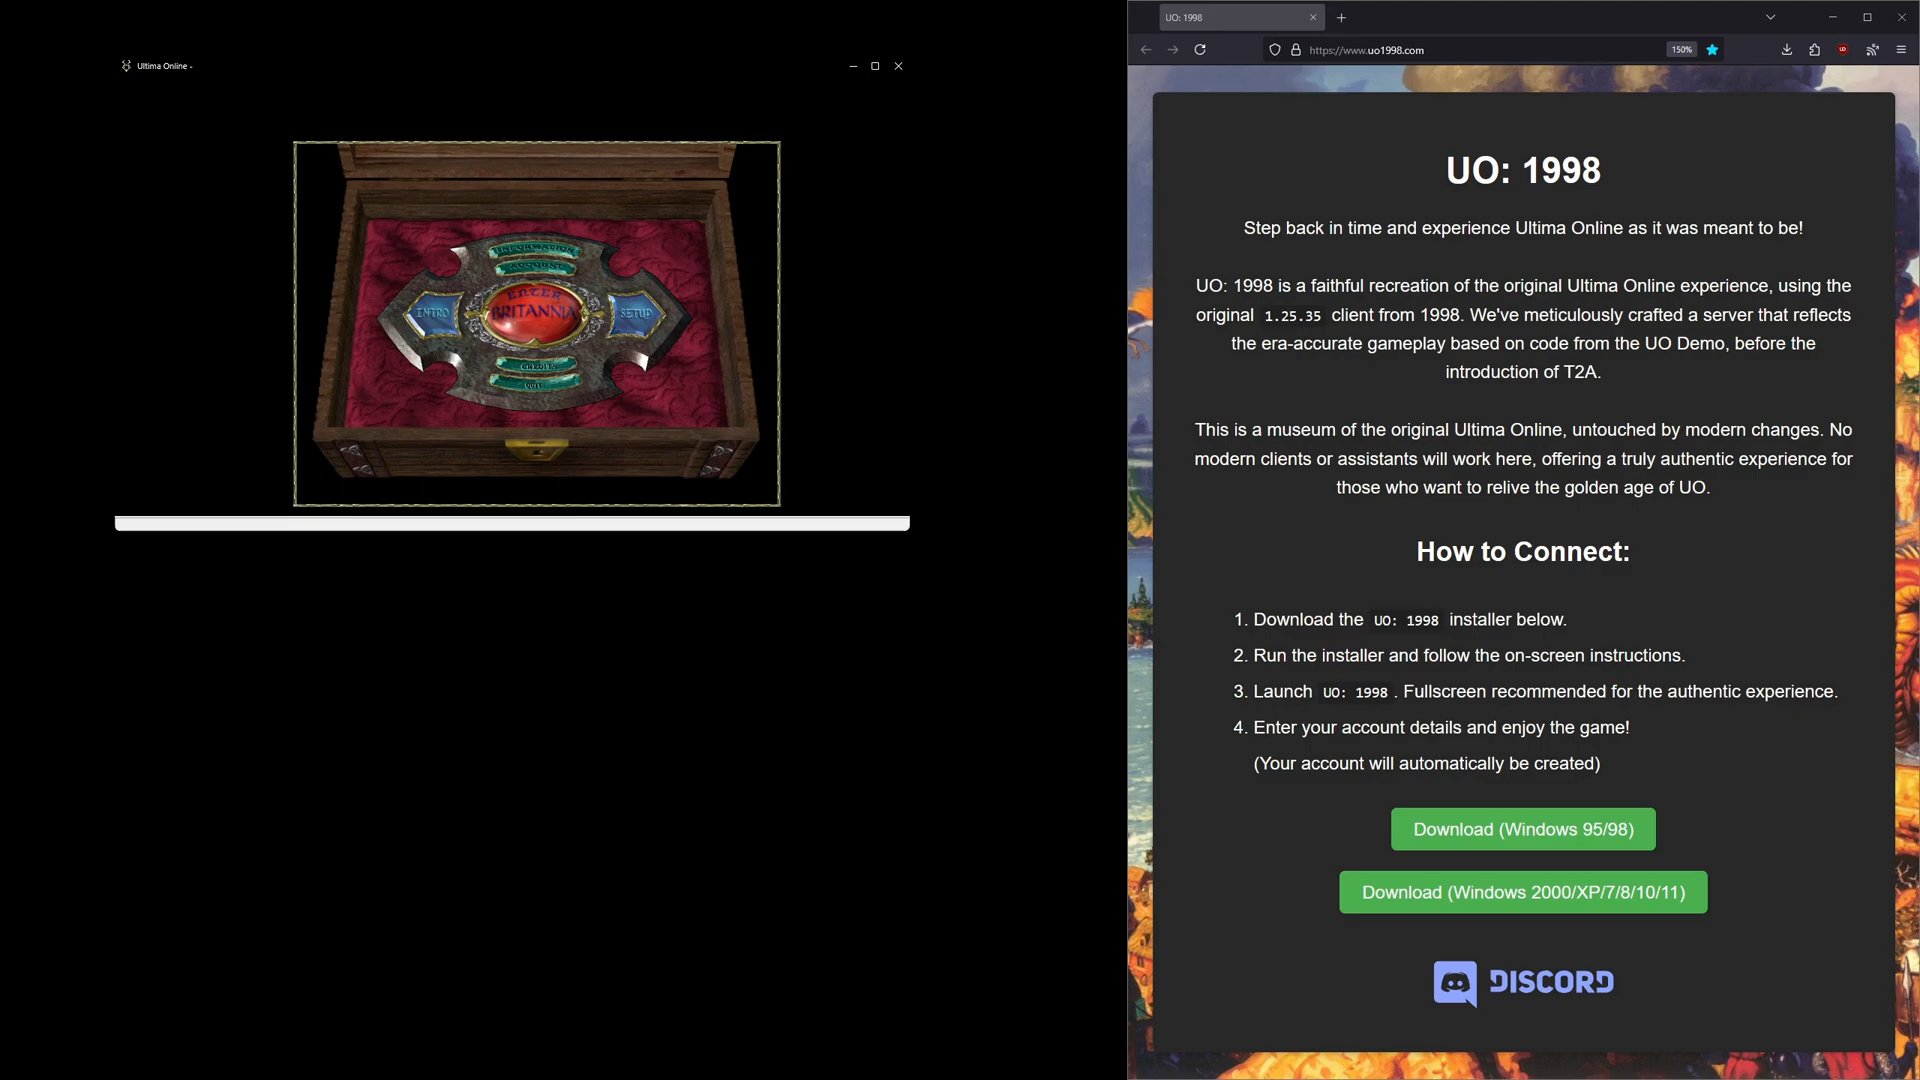 Ultima Online -
INFORMATION
ACCOUNT
ENTER
BRITANNIA
INTRO
SETUP
CREDITS
QUIT
UO: 1998
https://www.uo1998.com
150%
UO: 1998
Step back in time and experience Ultima Online as it was meant to be!
UO: 1998 is a faithful recreation of the original Ultima Online experience, using the
original 1.25.35 client from 1998. We've meticulously crafted a server that reflects
the era-accurate gameplay based on code from the UO Demo, before the
introduction of T2A.
This is a museum of the original Ultima Online, untouched by modern changes. No
modern clients or assistants will work here, offering a truly authentic experience for
those who want to relive the golden age of UO.
How to Connect:
1. Download the UO: 1998 installer below.
2. Run the installer and follow the on-screen instructions.
3. Launch UO: 1998. Fullscreen recommended for the authentic experience.
4. Enter your account details and enjoy the game!
(Your account will automatically be created)
Download (Windows 95/98)
Download (Windows 2000/XP/7/8/10/11)
DISCORD